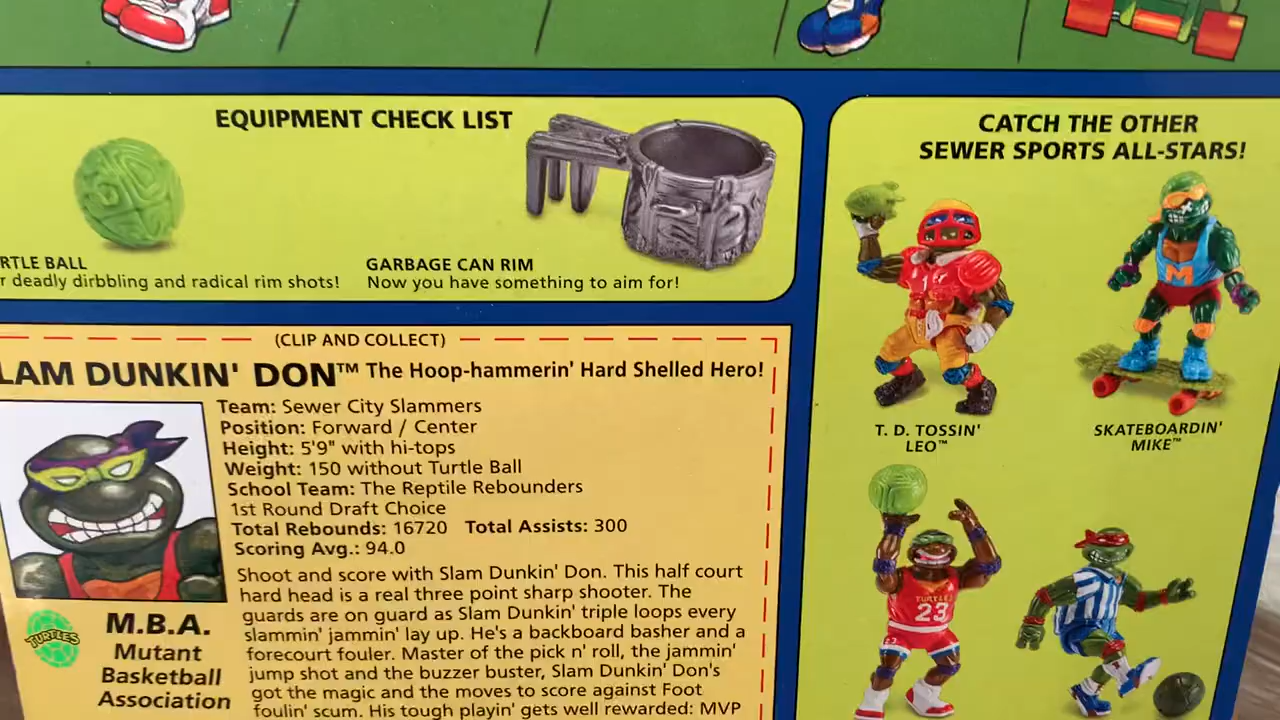 EQUIPMENT CHECK LIST
RTLE BALL
r deadly dirbbling and radical rim shots!
GARBAGE CAN RIM
Now you have something to aim for!
(CLIP AND COLLECT)
LAM DUNKIN' DON™ The Hoop-hammerin' Hard Shelled Hero!
Team: Sewer City Slammers
Position: Forward / Center
Height: 5'9" with hi-tops
Weight: 150 without Turtle Ball
School Team: The Reptile Rebounders
1st Round Draft Choice
Total Rebounds: 16720 Total Assists: 300
Scoring Avg.: 94.0
Shoot and score with Slam Dunkin' Don. This half court
hard head is a real three point sharp shooter. The
guards are on guard as Slam Dunkin' triple loops every
slammin' jammin' lay up. He's a backboard basher and a
forecourt fouler. Master of the pick n' roll, the jammin'
jump shot and the buzzer buster, Slam Dunkin' Don's
got the magic and the moves to score against Foot
foulin' scum. His tough playin' gets well rewarded: MVP
TURTLES
M.B.A.
Mutant
Basketball
Association
CATCH THE OTHER
SEWER SPORTS ALL-STARS!
M
T. D. TOSSIN'
LEO™
SKATEBOARDIN'
MIKE™
TURTLES
23